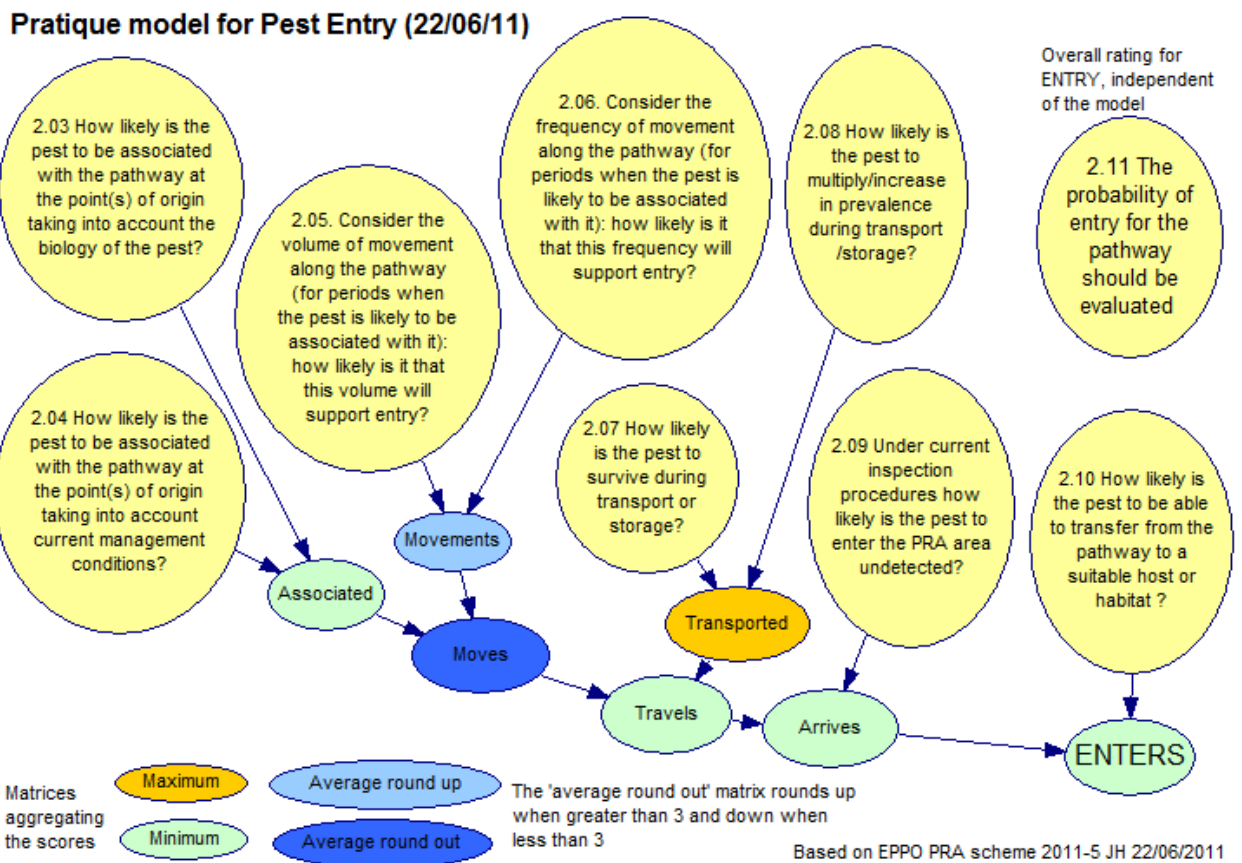 Pratique model for Pest Entry (22/06/11)
2.03 How likely is the
pest to be associated
with the pathway at
the point(s) of origin
taking into account the
biology of the pest?
2.05. Consider the
volume of movement
along the pathway
(for periods when
the pest is likely to be
associated with it):
how likely is it that
this volume will
support entry?
2.06. Consider the
frequency of movement
along the pathway (for
periods when the pest is
likely to be associated
with it): how likely is it
that this frequency will
support entry?
2.08 How likely is
the pest to
multiply/increase
in prevalence
during transport
/storage?
Overall rating for
ENTRY, independent
of the model
2.11 The
probability of
entry for the
pathway
should be
evaluated
2.04 How likely is the
pest to be associated
with the pathway at
the point(s) of origin
taking into account
current management
conditions?
2.07 How likely
is the pest to
survive during
transport or
storage?
2.09 Under current
inspection
procedures how
likely is the pest to
enter the PRA area
undetected?
2.10 How likely is
the pest to be able
to transfer from the
pathway to a
suitable host or
habitat ?
Movements
Associated
Moves
Transported
Travels
Arrives
ENTERS
Matrices
aggregating
the scores
Maximum
Minimum
Average round up
Average round out
The 'average round out' matrix rounds up
when greater than 3 and down when
less than 3
Based on EPPO PRA scheme 2011-5 JH 22/06/2011